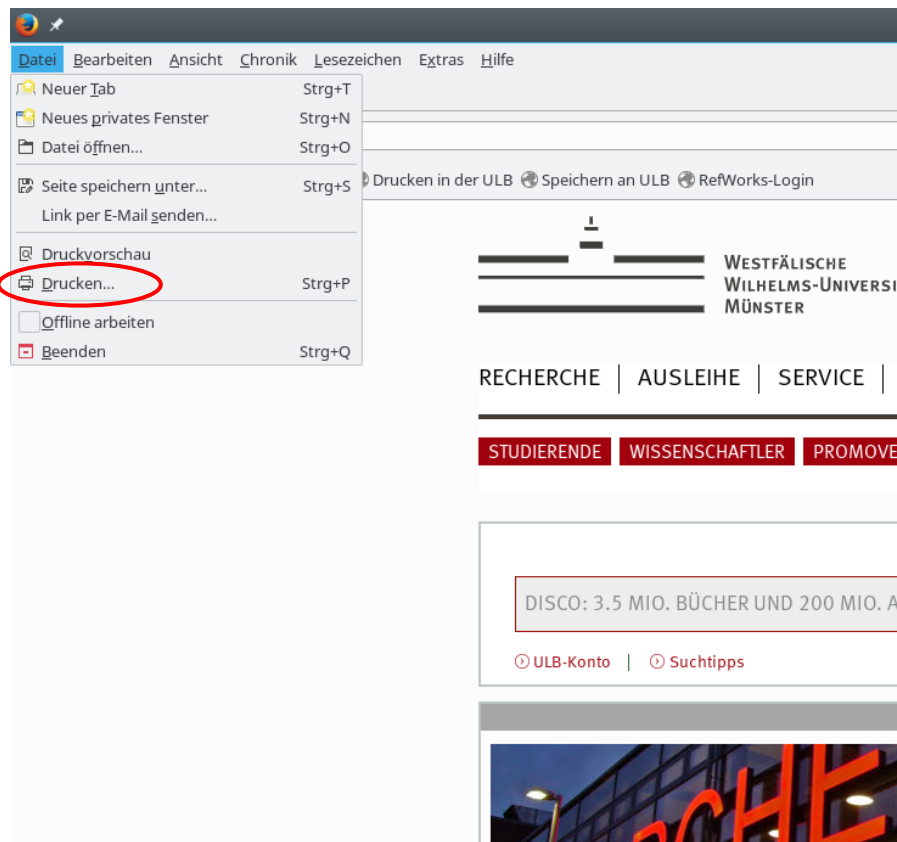 Datei Bearbeiten Ansicht Chronik Lesezeichen Extras Hilfe
Neuer Tab Strg+T
Neues privates Fenster Strg+N
Datei öffnen... Strg+O
Seite speichern unter... Strg+S
Link per E-Mail senden...
Druckvorschau
Drucken... Strg+P
Offline arbeiten
Beenden Strg+Q
Drucken in der ULB Speichern an ULB RefWorks-Login
WESTFÄLISCHE
WILHELMS-UNIVERSI
MÜNSTER
RECHERCHE | AUSLEIHE | SERVICE |
STUDIERENDE WISSENSCHAFTLER PROMOVE
DISCO: 3.5 MIO. BÜCHER UND 200 MIO. A
ULB-Konto | Suchtipps